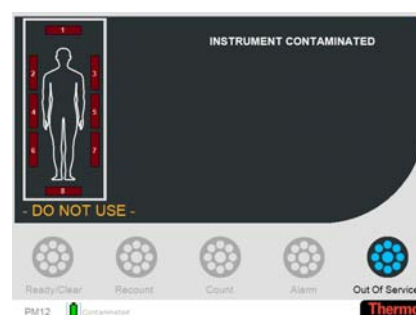 1
INSTRUMENT CONTAMINATED
2 3
4 5
6 7
8
- DO NOT USE -
Ready/Clear Recount Count Alarm Out Of Service
PM12 Contaminated Thermo